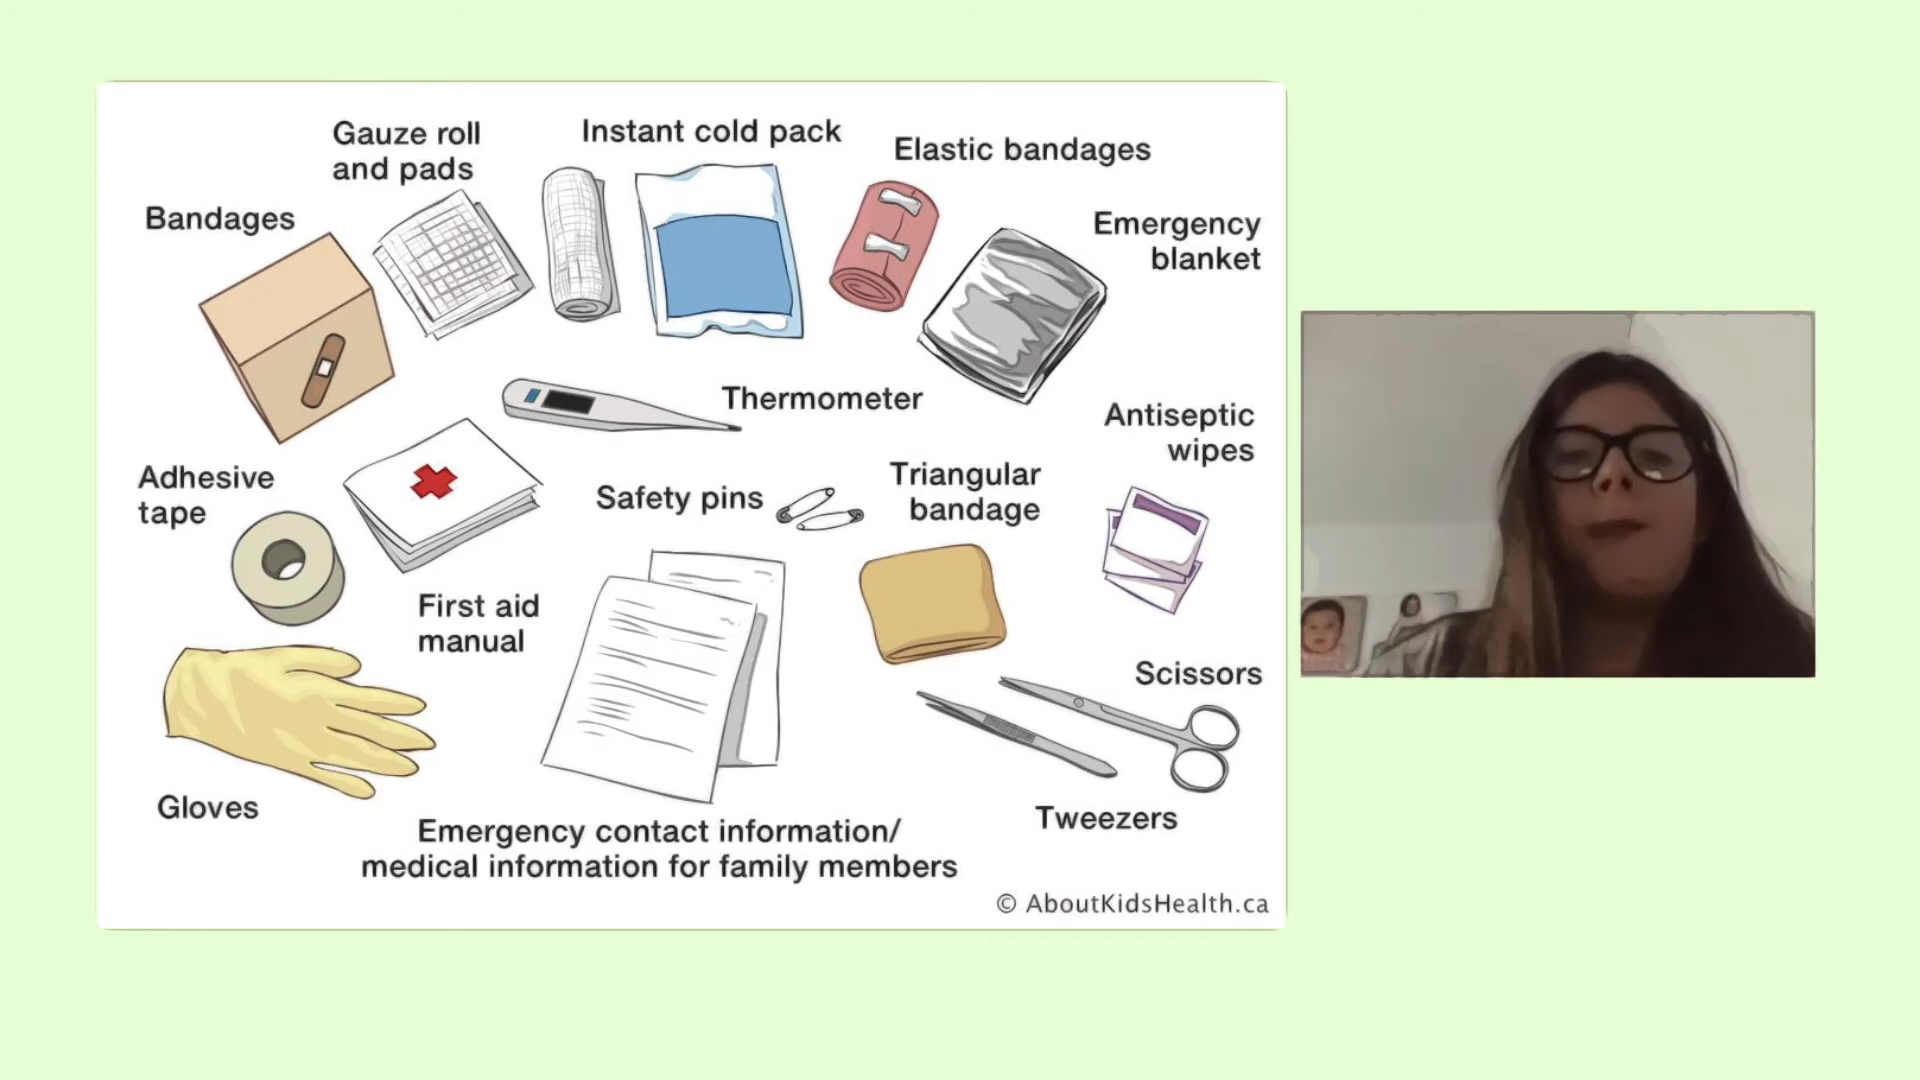 Gauze roll
and pads
Instant cold pack
Elastic bandages
Bandages
Emergency
blanket
Thermometer
Antiseptic
wipes
Adhesive
tape
Safety pins
Triangular
bandage
First aid
manual
Scissors
Gloves
Tweezers
Emergency contact information/
medical information for family members
© AboutKidsHealth.ca